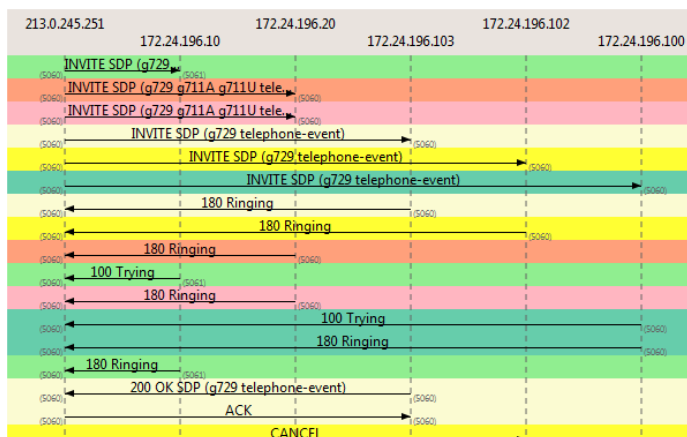 213.0.245.251 172.24.196.20 172.24.196.102
172.24.196.10 172.24.196.103 172.24.196.100
INVITE SDP (g729 ...
(5060) (5061)
INVITE SDP (g729 g711A g711U tele...
(5060) (5060)
INVITE SDP (g729 g711A g711U tele...
(5060) (5060)
INVITE SDP (g729 telephone-event)
(5060) (5060)
INVITE SDP (g729 telephone-event)
(5060) (5060)
INVITE SDP (g729 telephone-event)
(5060) (5060)
180 Ringing
(5060) (5060)
180 Ringing
(5060) (5060)
180 Ringing
(5060) (5060)
100 Trying
(5060) (5061)
180 Ringing
(5060) (5060)
100 Trying
(5060) (5060)
180 Ringing
(5060) (5060)
180 Ringing
(5060) (5061)
200 OK SDP (g729 telephone-event)
(5060) (5060)
ACK
(5060) (5060)
CANCEL